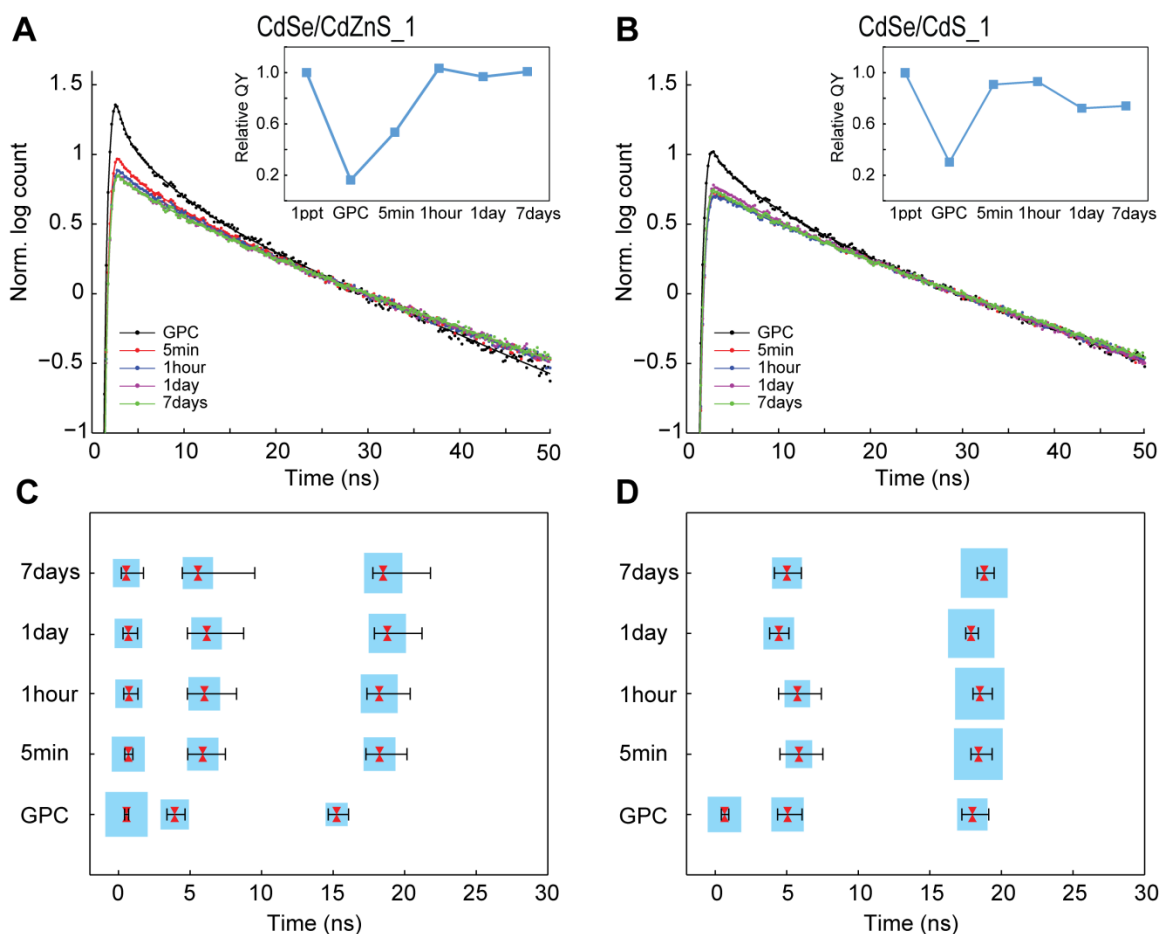 A
CdSe/CdZnS_1
Norm. log count
1.5
1
0.5
0
−0.5
−1
Relative QY
1.0
0.6
0.2
1ppt GPC 5min 1hour 1day 7days
GPC
5min
1hour
1day
7days
0 10 20 30 40 50
Time (ns)
B
CdSe/CdS_1
Norm. log count
1.5
1
0.5
0
−0.5
−1
Relative QY
1.0
0.6
0.2
1ppt GPC 5min 1hour 1day 7days
GPC
5min
1hour
1day
7days
0 10 20 30 40 50
Time (ns)
C
7days
1day
1hour
5min
GPC
0 5 10 15 20 25 30
Time (ns)
D
7days
1day
1hour
5min
GPC
0 5 10 15 20 25 30
Time (ns)